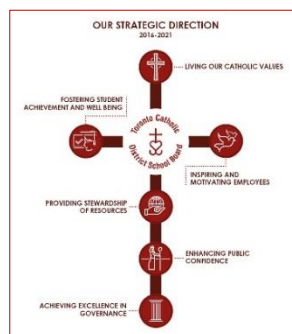 OUR STRATEGIC DIRECTION
2016-2021
LIVING OUR CATHOLIC VALUES
FOSTERING STUDENT
ACHIEVEMENT AND WELL BEING
Toronto Catholic
District School Board
INSPIRING AND
MOTIVATING EMPLOYEES
PROVIDING STEWARDSHIP
OF RESOURCES
ENHANCING PUBLIC
CONFIDENCE
ACHIEVING EXCELLENCE IN
GOVERNANCE